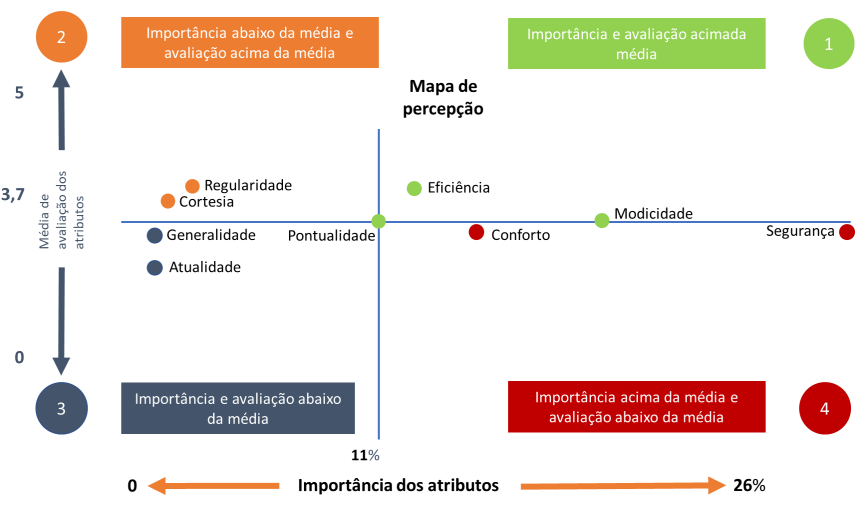 2
Importância abaixo da média e
avaliação acima da média
Importância e avaliação acimada
média
1
Mapa de
percepção
5
3,7
Média de
avaliação dos
atributos
0
Regularidade
Cortesia
Eficiência
Modicidade
Generalidade
Pontualidade
Conforto
Segurança
Atualidade
3
Importância e avaliação abaixo
da média
Importância acima da média e
avaliação abaixo da média
4
11%
0
Importância dos atributos
26%